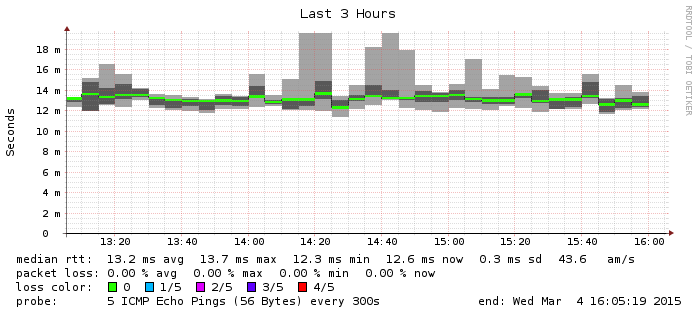 Last 3 Hours
RRDTOOL / TOBI OETIKER
Seconds
18 m
16 m
14 m
12 m
10 m
8 m
6 m
4 m
2 m
0
13:20 13:40 14:00 14:20 14:40 15:00 15:20 15:40 16:00
median rtt: 13.2 ms avg 13.7 ms max 12.3 ms min 12.6 ms now 0.3 ms sd 43.6 am/s
packet loss: 0.00 % avg 0.00 % max 0.00 % min 0.00 % now
loss color: 0 1/5 2/5 3/5 4/5
probe: 5 ICMP Echo Pings (56 Bytes) every 300s end: Wed Mar 4 16:05:19 2015